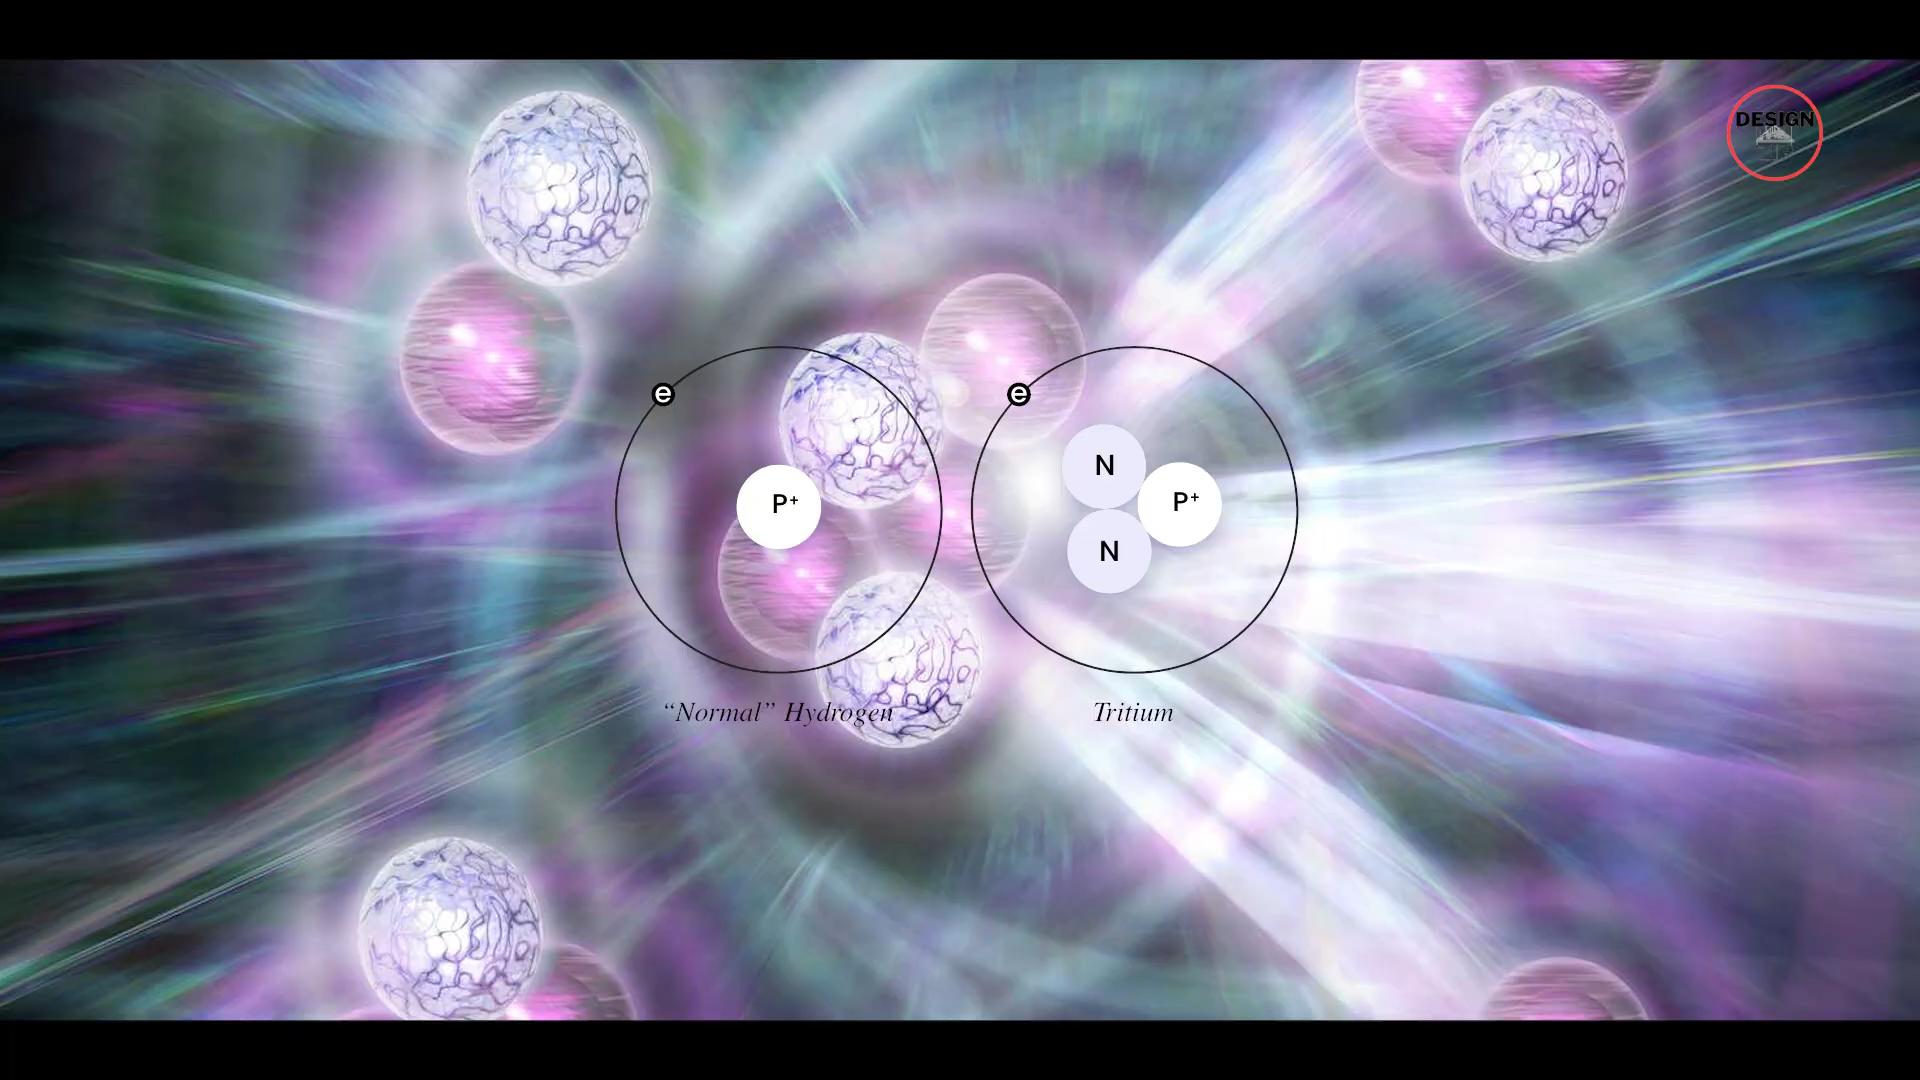 DESIGN
e
e
N
P⁺
P⁺
N
“Normal” Hydrogen
Tritium